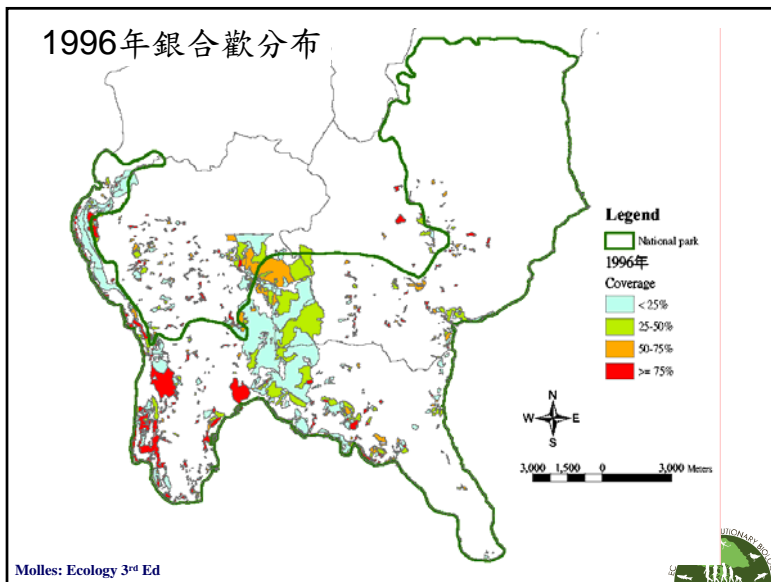 1996年銀合歡分布
Legend
National park
1996年
Coverage
< 25%
25-50%
50-75%
>= 75%
N
W E
S
3,000 1,500 0 3,000 Meters
Molles: Ecology 3rd Ed